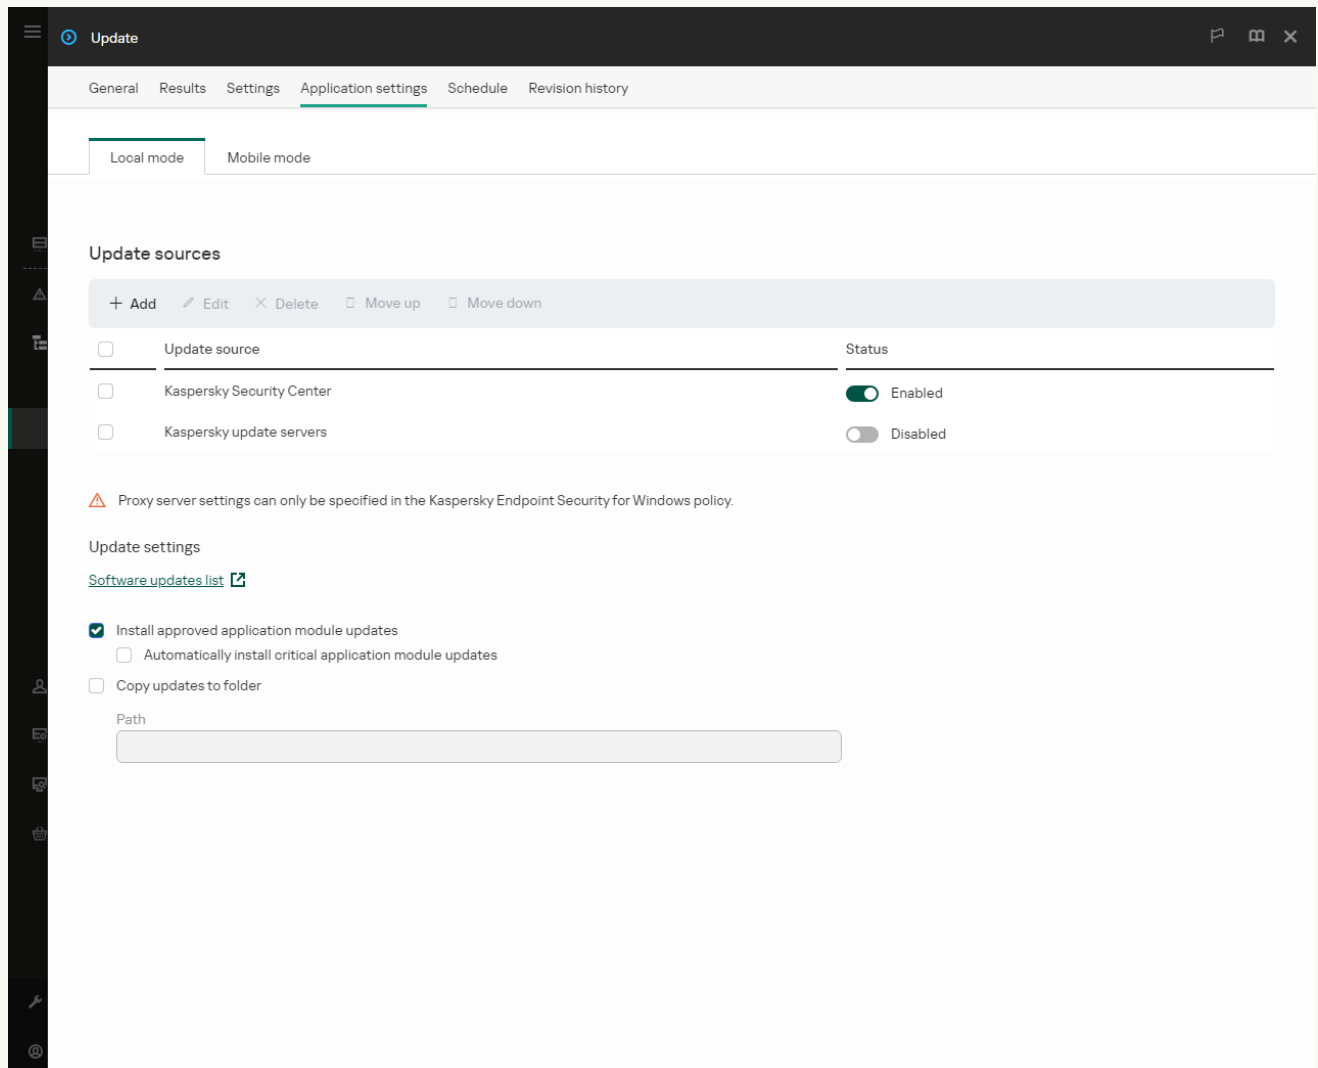 Update
General Results Settings Application settings Schedule Revision history
Local mode Mobile mode
Update sources
Add Edit Delete Move up Move down
Update source Status
Kaspersky Security Center Enabled
Kaspersky update servers Disabled
Proxy server settings can only be specified in the Kaspersky Endpoint Security for Windows policy.
Update settings
Software updates list
Install approved application module updates
Automatically install critical application module updates
Copy updates to folder
Path